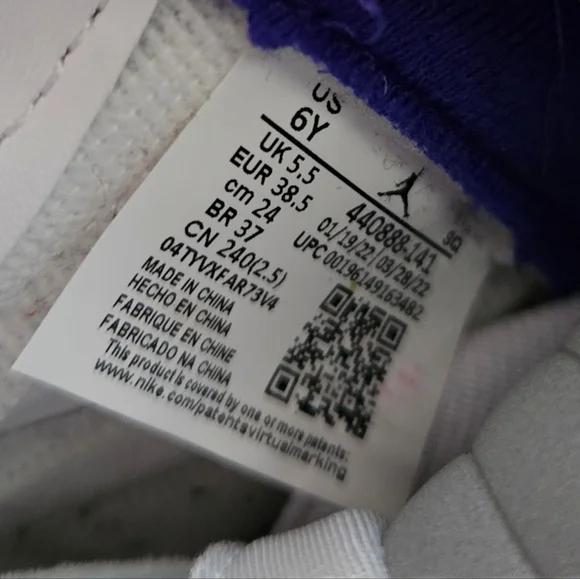 US
6Y
UK 5.5
EUR 38.5
cm 24
BR 37
CN 240(2.5)
04TYVXFAR73V4
MADE IN CHINA
HECHO EN CHINA
FABRIQUE EN CHINE
FABRICADO NA CHINA
This product is covered by one or more patents:
www.nike.com/patentsvirtualmarking
SQ
440888-141
01/19/22 03/28/22
UPC 00196149163482